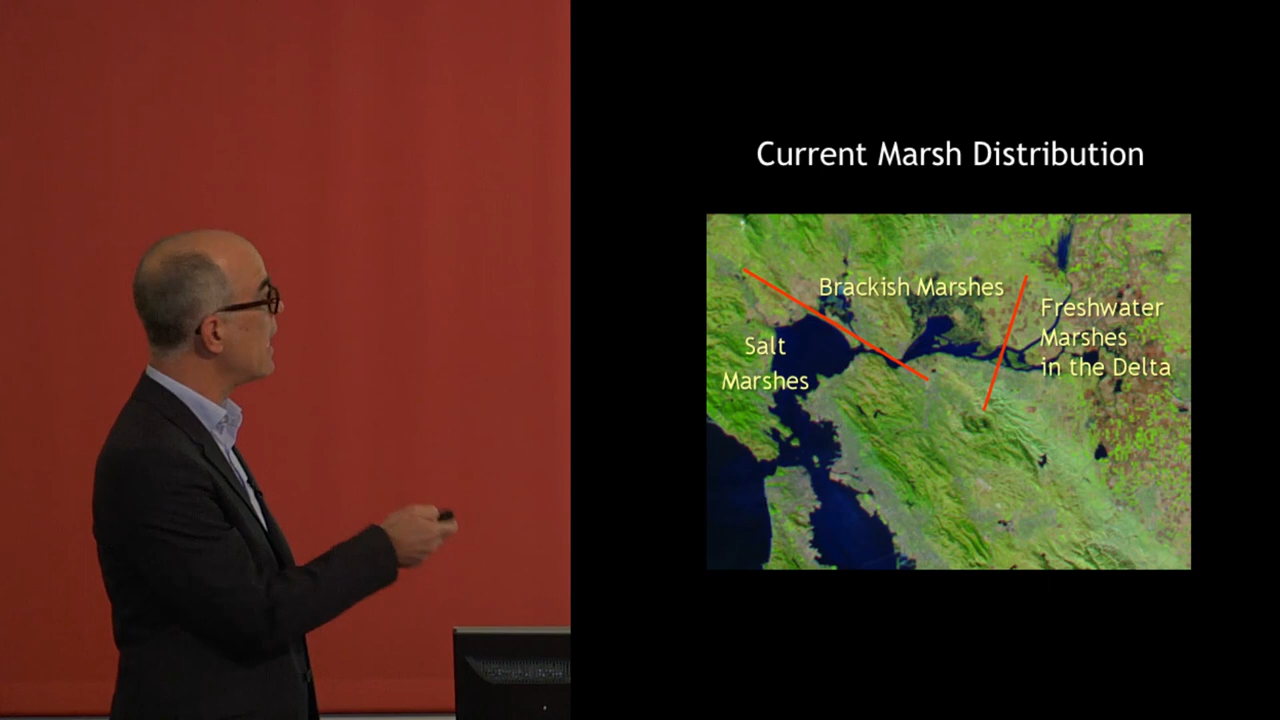 Current Marsh Distribution
Brackish Marshes
Freshwater
Marshes
in the Delta
Salt
Marshes